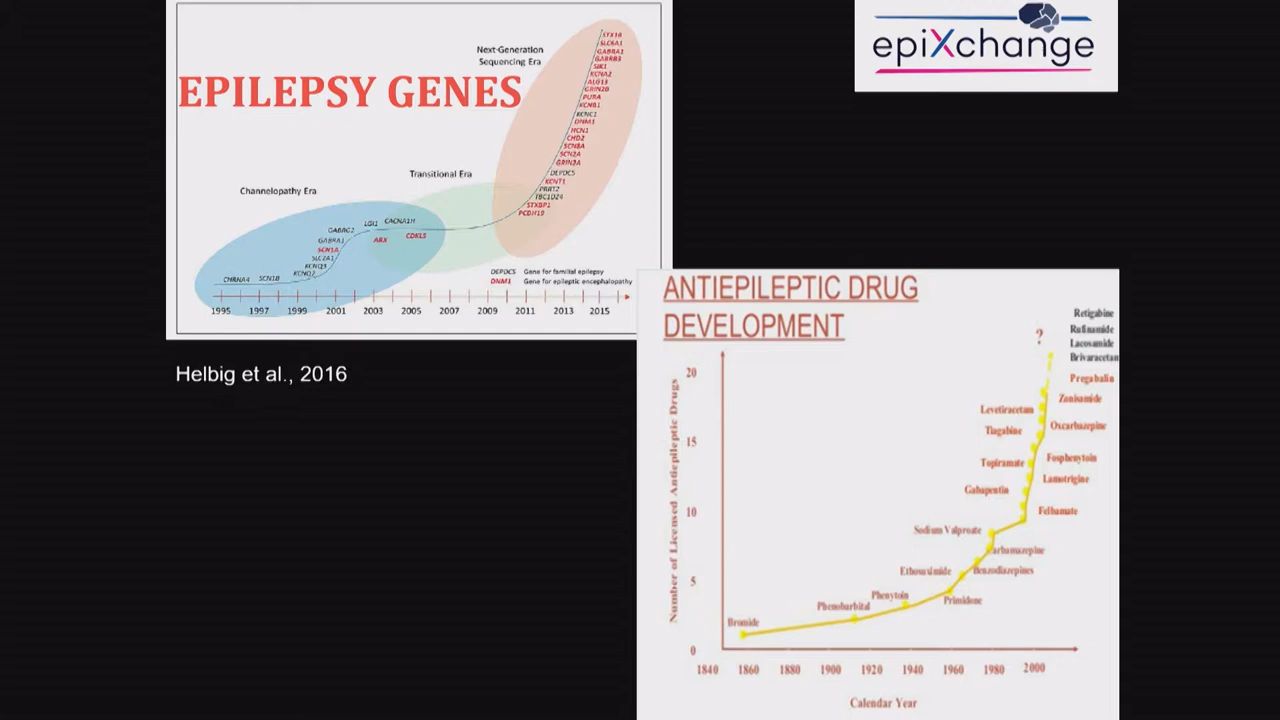 epiXchange
EPILEPSY GENES
Next-Generation
Sequencing Era
Transitional Era
Channelopathy Era
STX1B
SLC6A1
GABRA1
GABRB3
SIK1
KCNA2
ALG13
GRIN2B
PURA
KCNB1
KCNC1
DNM1
HCN1
CHD2
SCN8A
SCN2A
GRIN2A
DEPDC5
KCNT1
PRRT2
TBC1D24
STXBP1
PCDH19
LGI1
CACNA1H
GABRG2
ARX
CDKL5
GABRA1
SCN1A
SLC2A1
KCNQ3
KCNQ2
CHRNA4
SCN1B
DEPDC5 Gene for familial epilepsy
DNM1 Gene for epileptic encephalopathy
1995 1997 1999 2001 2003 2005 2007 2009 2011 2013 2015
Helbig et al., 2016
ANTIEPILEPTIC DRUG
DEVELOPMENT
Number of Licensed Antiepileptic Drugs
20
15
10
5
0
?
Retigabine
Rufinamide
Lacosamide
Brivaracetam
Pregabalin
Zonisamide
Levetiracetam
Oxcarbazepine
Tiagabine
Fosphenytoin
Topiramate
Lamotrigine
Gabapentin
Felbamate
Sodium Valproate
Carbamazepine
Ethosuximide
Benzodiazepines
Phenytoin
Primidone
Phenobarbital
Bromide
1840 1860 1880 1900 1920 1940 1960 1980 2000
Calendar Year